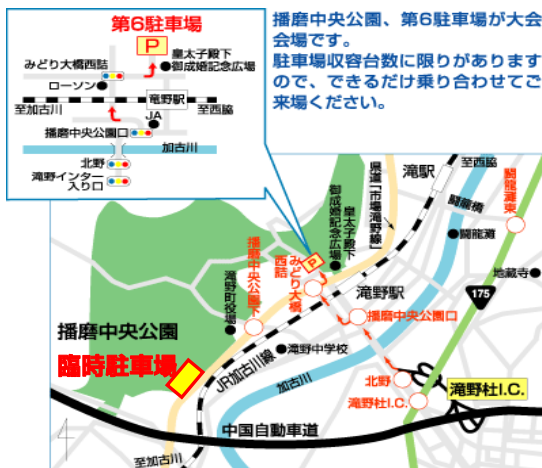 第6駐車場
P
皇太子殿下
御成婚記念広場
みどり大橋西詰
ローソン
至加古川
竜野駅
至西脇
JA
播磨中央公園口
加古川
北野
滝野インター
入り口
播磨中央公園、第6駐車場が大会
会場です。
駐車場収容台数に限りがあります
ので、できるだけ乗り合わせてご
来場ください。
滝駅
至西脇
県道「市場滝野線」
闘龍橋
闘龍灘東
皇太子殿下
御成婚記念広場
闘龍灘
P
みどり大橋
西詰
播磨中央公園下
滝野町役場
滝野駅
地蔵寺
175
播磨中央公園口
播磨中央公園
臨時駐車場
滝野中学校
JR加古川線
加古川
北野
滝野社I.C.
滝野社I.C.
中国自動車道
至加古川